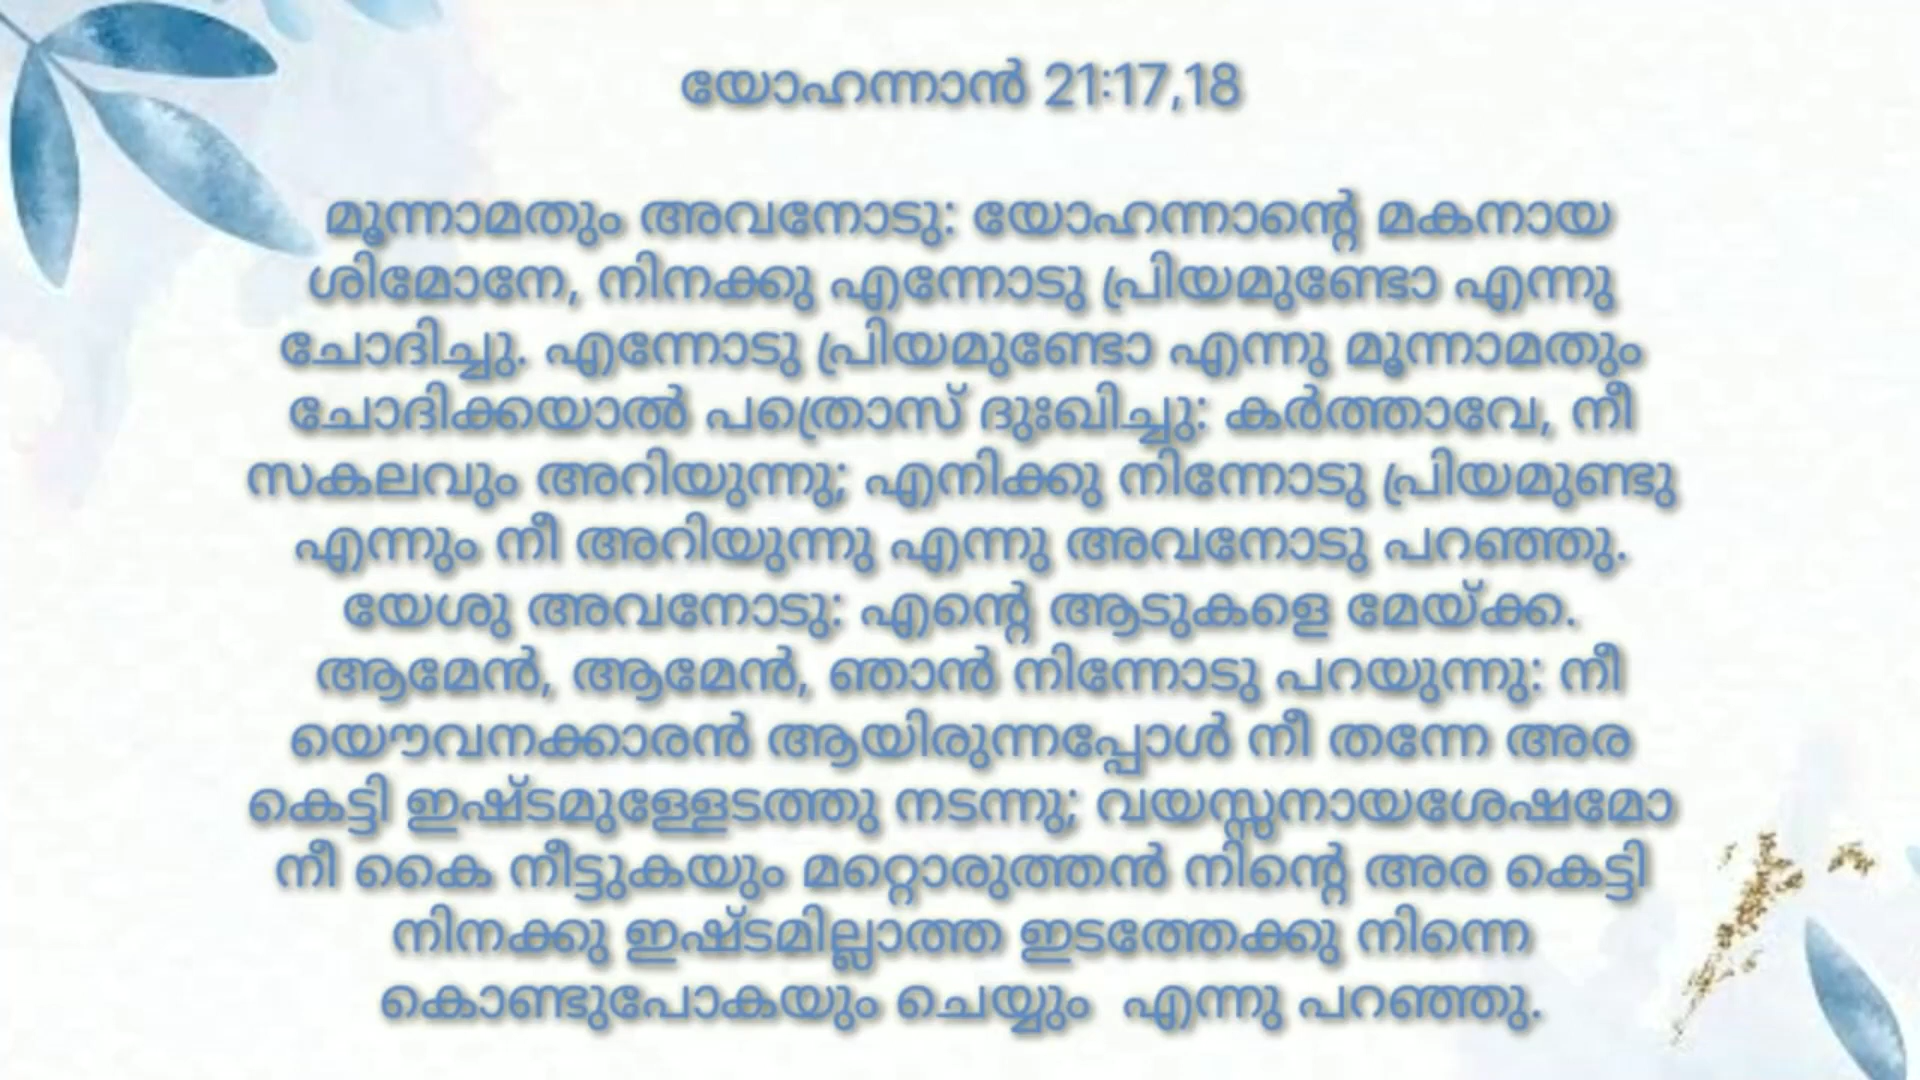 യോഹന്നാൻ 21:17,18
മൂന്നാമതും അവനോടു: യോഹന്നാന്റെ മകനായ
ശിമോനേ, നിനക്കു എന്നോടു പ്രിയമുണ്ടോ എന്നു
ചോദിച്ചു. എന്നോടു പ്രിയമുണ്ടോ എന്നു മൂന്നാമതും
ചോദിക്കയാൽ പത്രൊസ് ദുഃഖിച്ചു: കർത്താവേ, നീ
സകലവും അറിയുന്നു; എനിക്കു നിന്നോടു പ്രിയമുണ്ടു
എന്നും നീ അറിയുന്നു എന്നു അവനോടു പറഞ്ഞു.
യേശു അവനോടു: എന്റെ ആടുകളെ മേയ്ക്ക.
ആമേൻ, ആമേൻ, ഞാൻ നിന്നോടു പറയുന്നു: നീ
യൌവനക്കാരൻ ആയിരുന്നപ്പോൾ നീ തന്നേ അര
കെട്ടി ഇഷ്ടമുള്ളേടത്തു നടന്നു; വയസ്സനായശേഷമോ
നീ കൈ നീട്ടുകയും മറ്റൊരുത്തൻ നിന്റെ അര കെട്ടി
നിനക്കു ഇഷ്ടമില്ലാത്ത ഇടത്തേക്കു നിന്നെ
കൊണ്ടുപോകയും ചെയ്യും എന്നു പറഞ്ഞു.